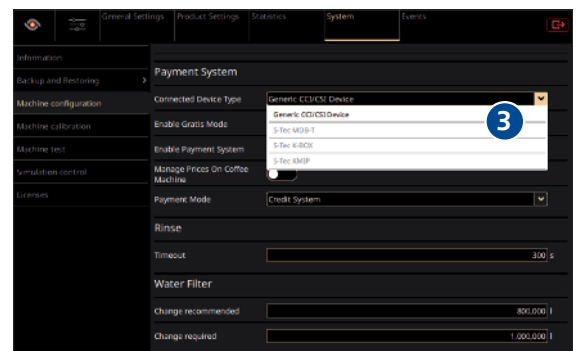 General Settings Product Settings Statistics System Events
Information
Backup and Restoring
Machine configuration
Machine calibration
Machine test
Simulation control
Licenses
Payment System
Connected Device Type Generic CCI/CSI Device
Generic CCI/CSI Device
S-Tec MDB-T
S-Tec K-BOX
S-Tec KMIP
3
Enable Gratis Mode
Enable Payment System
Manage Prices On Coffee
Machine
Payment Mode Credit System
Rinse
Timeout 300 s
Water Filter
Change recommended 800,000 l
Change required 1,000,000 l